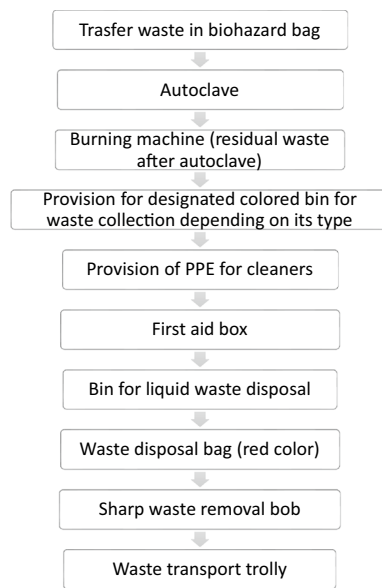 Trasfer waste in biohazard bag
Autoclave
Burning machine (residual waste
after autoclave)
Provision for designated colored bin for
waste collection depending on its type
Provision of PPE for cleaners
First aid box
Bin for liquid waste disposal
Waste disposal bag (red color)
Sharp waste removal bob
Waste transport trolly